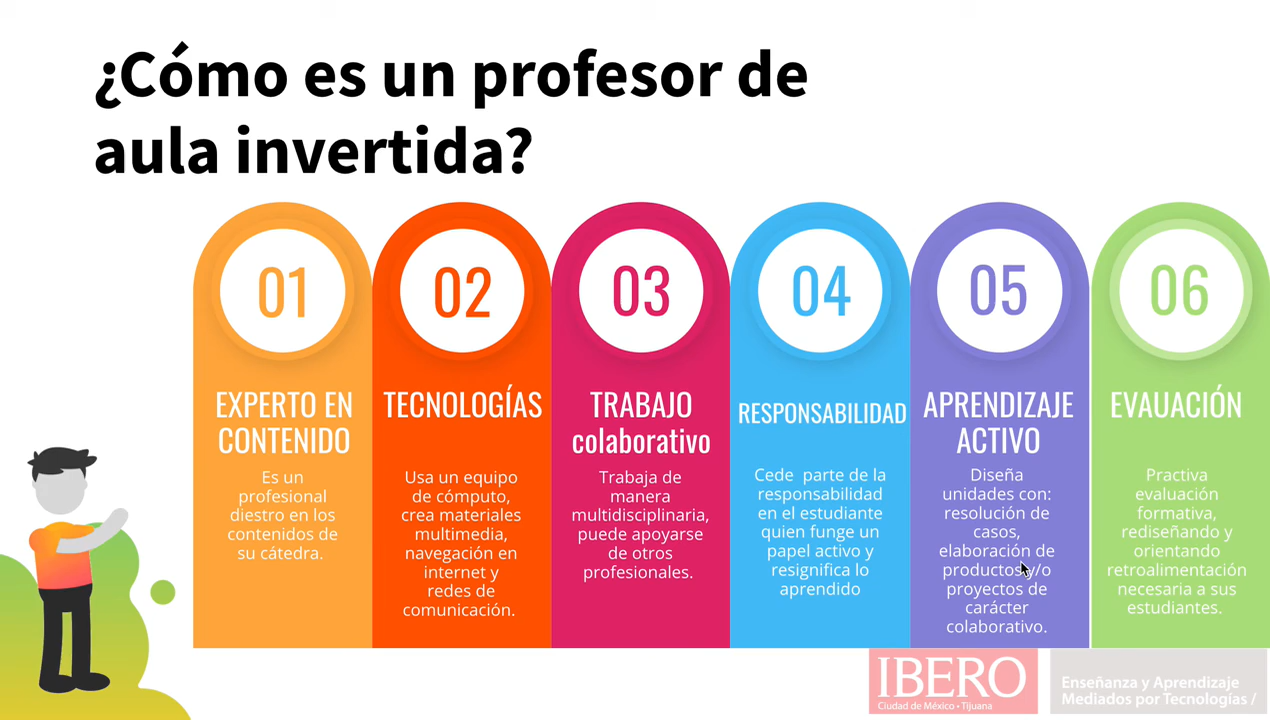 ¿Cómo es un profesor de
aula invertida?
01
EXPERTO EN
CONTENIDO
Es un
profesional
diestro en los
contenidos de
su cátedra.
02
TECNOLOGÍAS
Usa un equipo
de cómputo,
crea materiales
multimedia,
navegación en
internet y
redes de
comunicación.
03
TRABAJO
colaborativo
Trabaja de
manera
multidisciplinaria,
puede apoyarse
de otros
profesionales.
04
RESPONSABILIDAD
Cede parte de la
responsabilidad
en el estudiante
quien funge un
papel activo y
resignifica lo
aprendido
05
APRENDIZAJE
ACTIVO
Diseña
unidades con:
resolución de
casos,
elaboración de
productos y/o
proyectos de
carácter
colaborativo.
06
EVAUACIÓN
Practiva
evaluación
formativa,
rediseñando y
orientando
retroalimentación
necesaria a sus
estudiantes.
IBERO
Ciudad de México • Tijuana
Enseñanza y Aprendizaje
Mediados por Tecnologías /